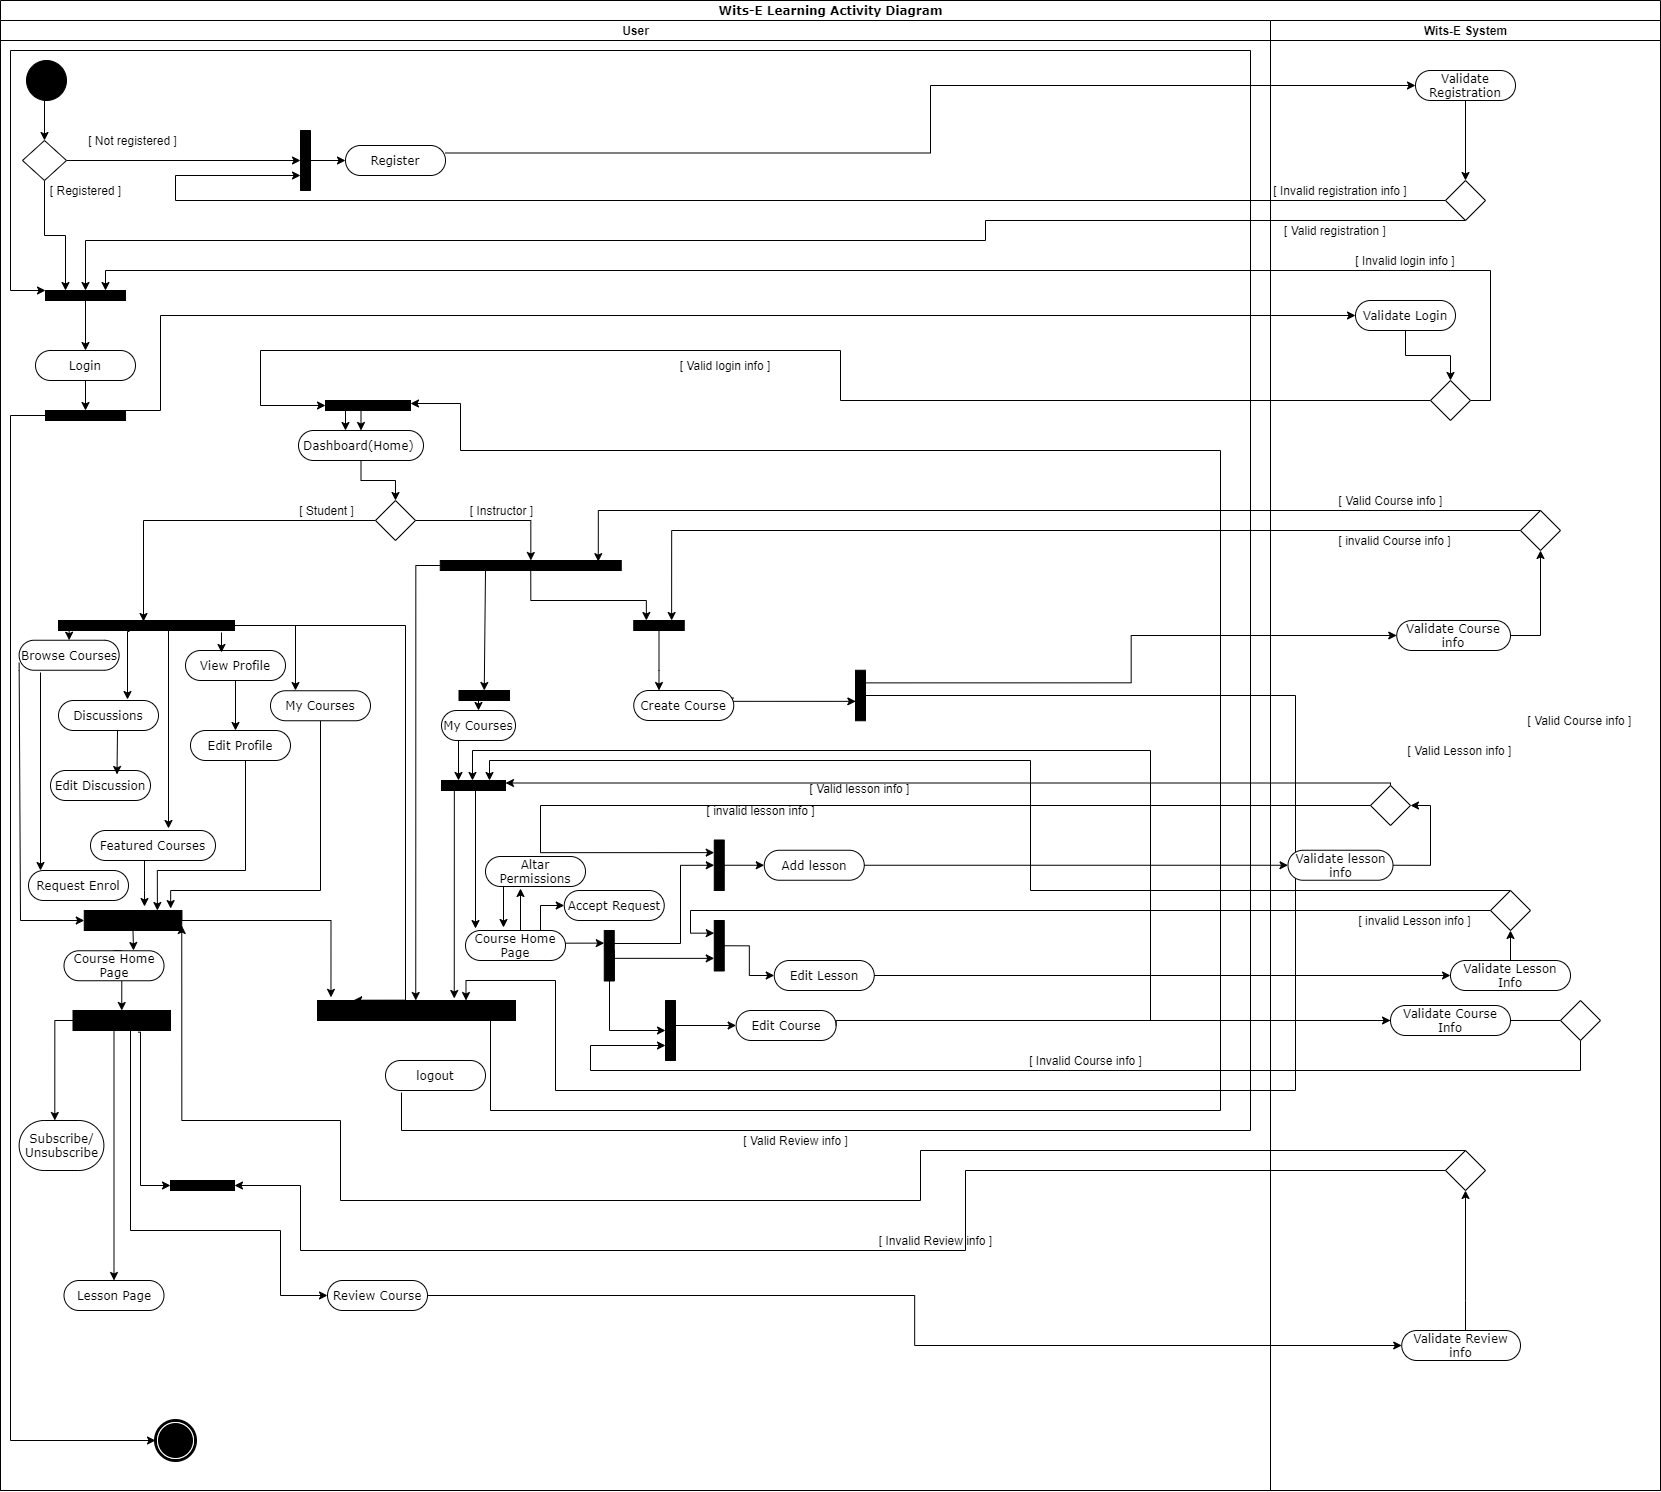 Wits-E Learning Activity Diagram
User
Wits-E System
Validate
Registration
[ Not registered ]
Register
[ Registered ]
[ Invalid registration info ]
[ Valid registration ]
[ Invalid login info ]
Validate Login
Login
[ Valid login info ]
Dashboard(Home)
[ Student ]
[ Instructor ]
[ Valid Course info ]
[ invalid Course info ]
Validate Course
info
Browse Courses
View Profile
My Courses
Create Course
Discussions
My Courses
[ Valid Course info ]
Edit Profile
[ Valid Lesson info ]
Edit Discussion
[ Valid lesson info ]
[ invalid lesson info ]
Featured Courses
Altar
Permissions
Add lesson
Validate lesson
info
Request Enrol
Accept Request
[ invalid Lesson info ]
Course Home
Page
Course Home
Page
Edit Lesson
Validate Lesson
Info
Edit Course
Validate Course
Info
[ Invalid Course info ]
logout
Subscribe/
Unsubscribe
[ Valid Review info ]
[ Invalid Review info ]
Lesson Page
Review Course
Validate Review
info